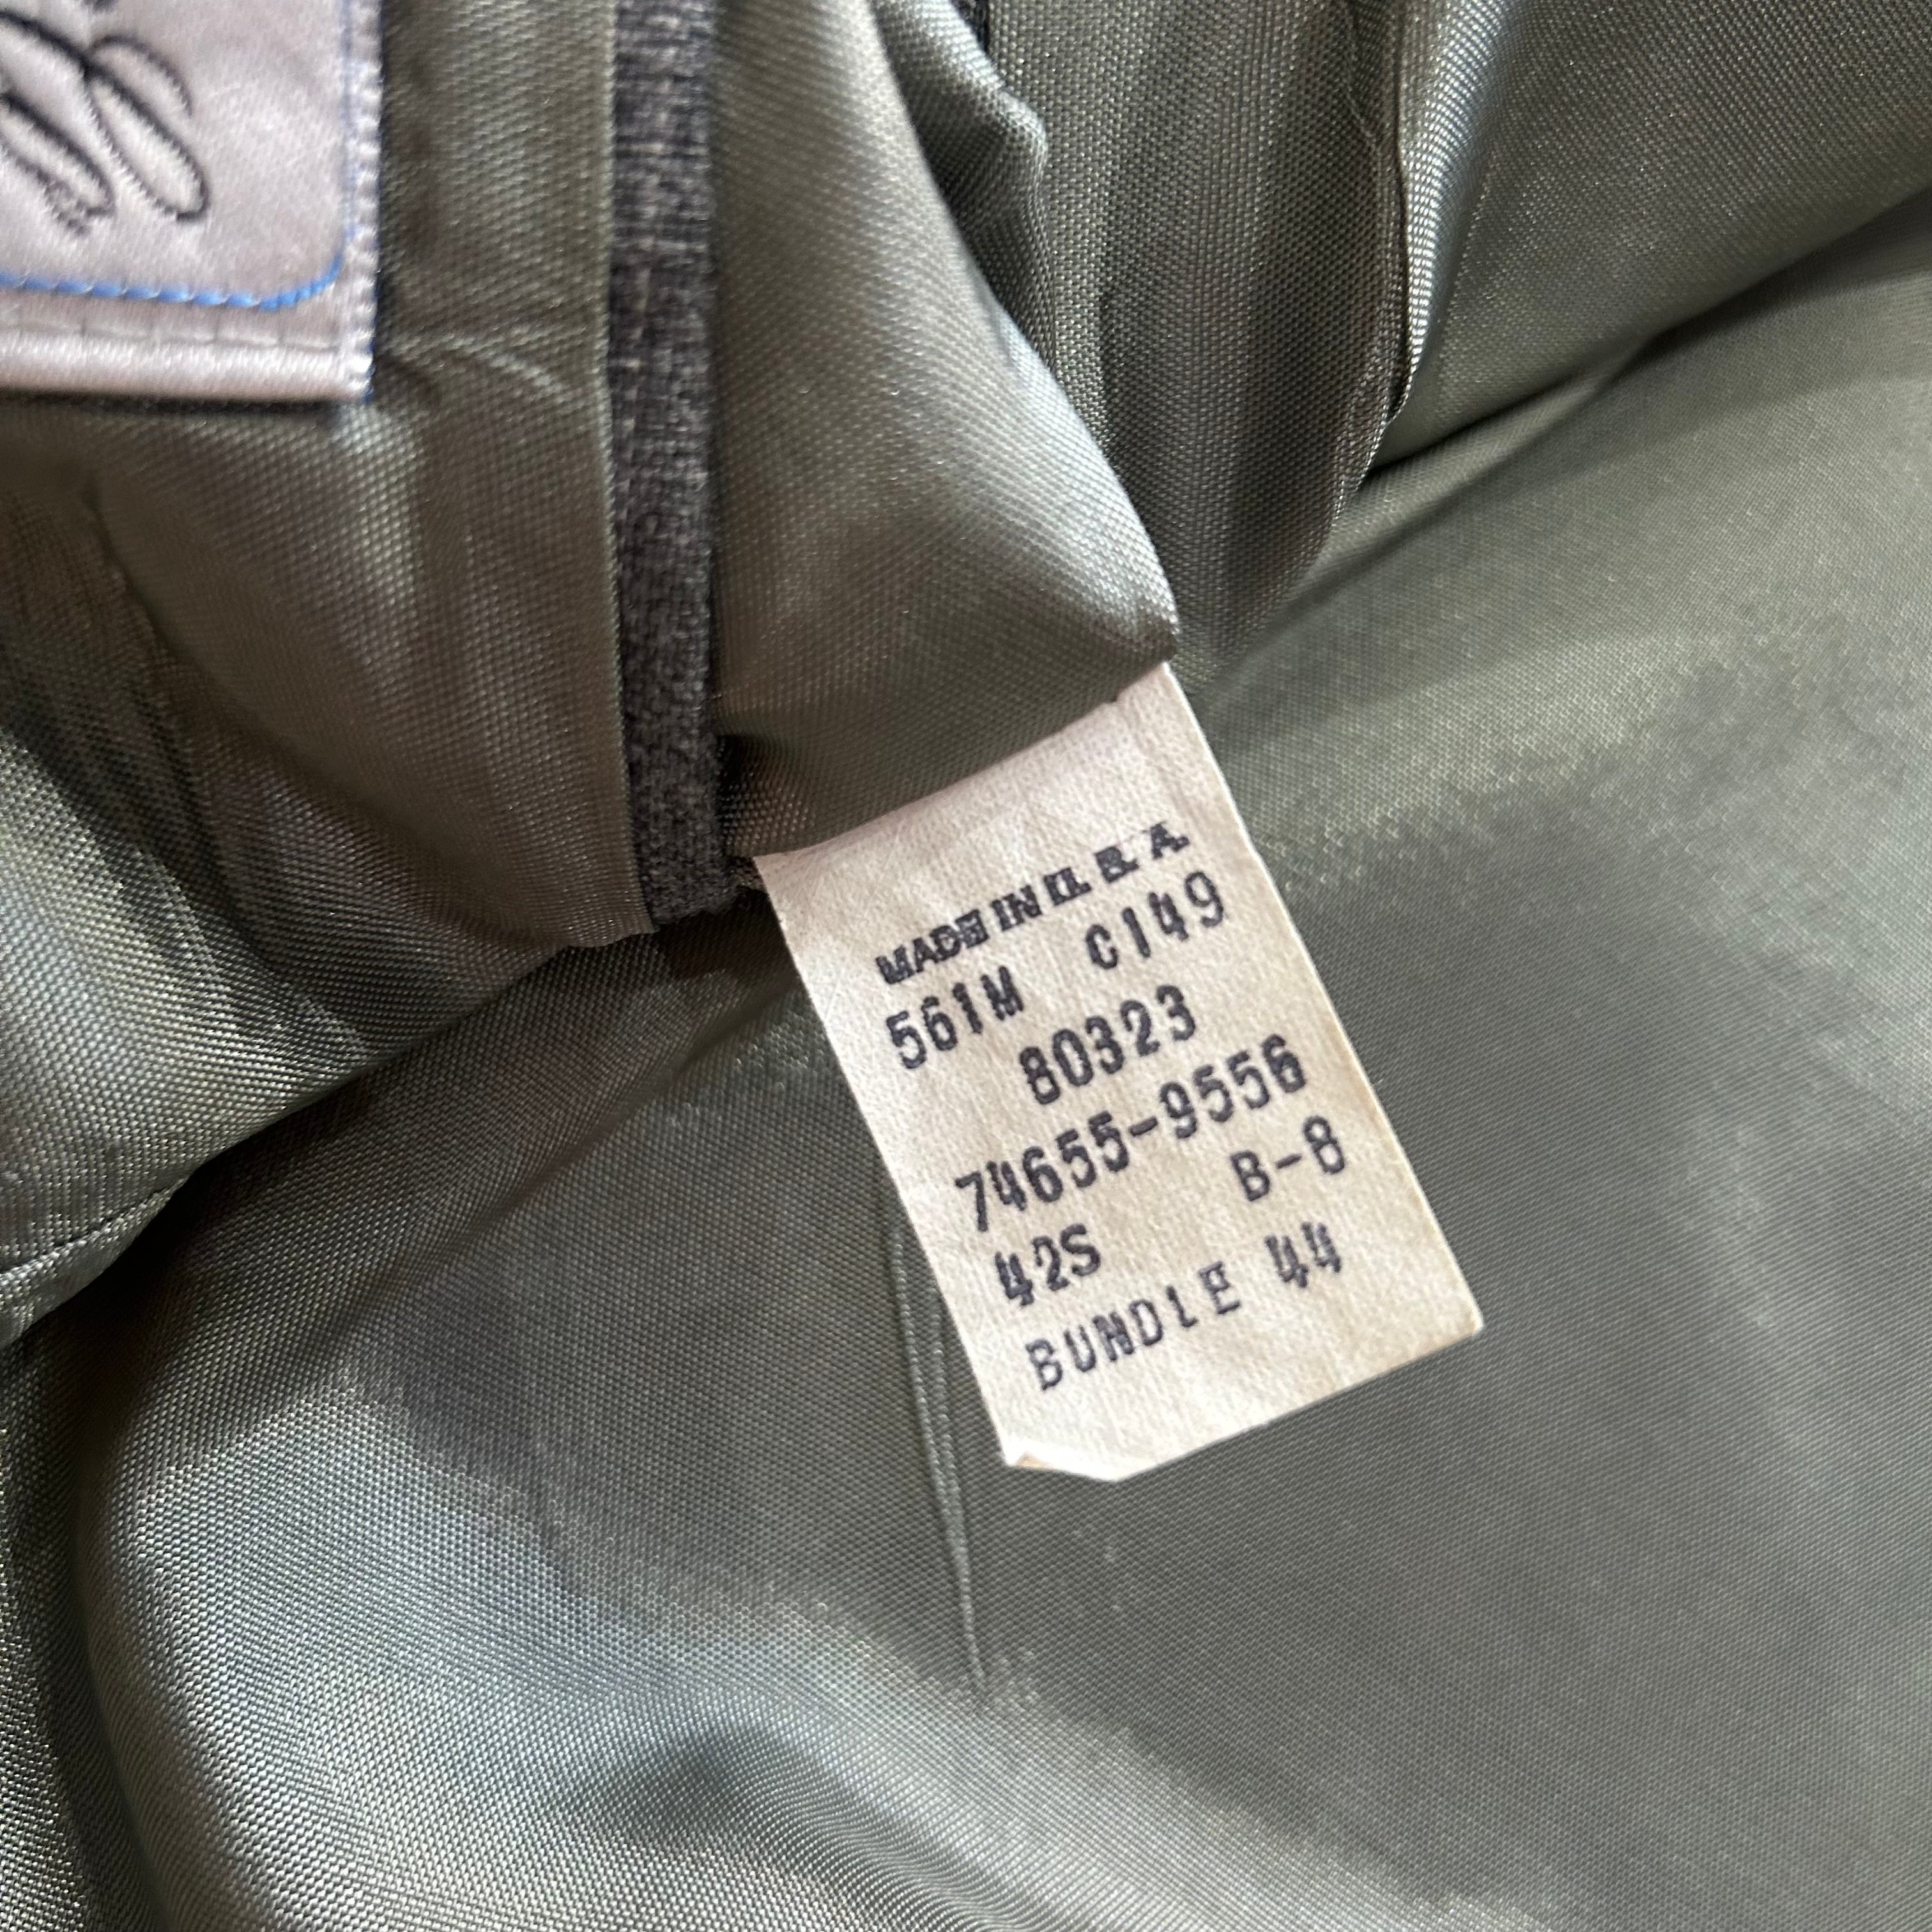 MADE IN U. S. A.
561M C149
80323
74655-9556
42S B-8
BUNDLE 44